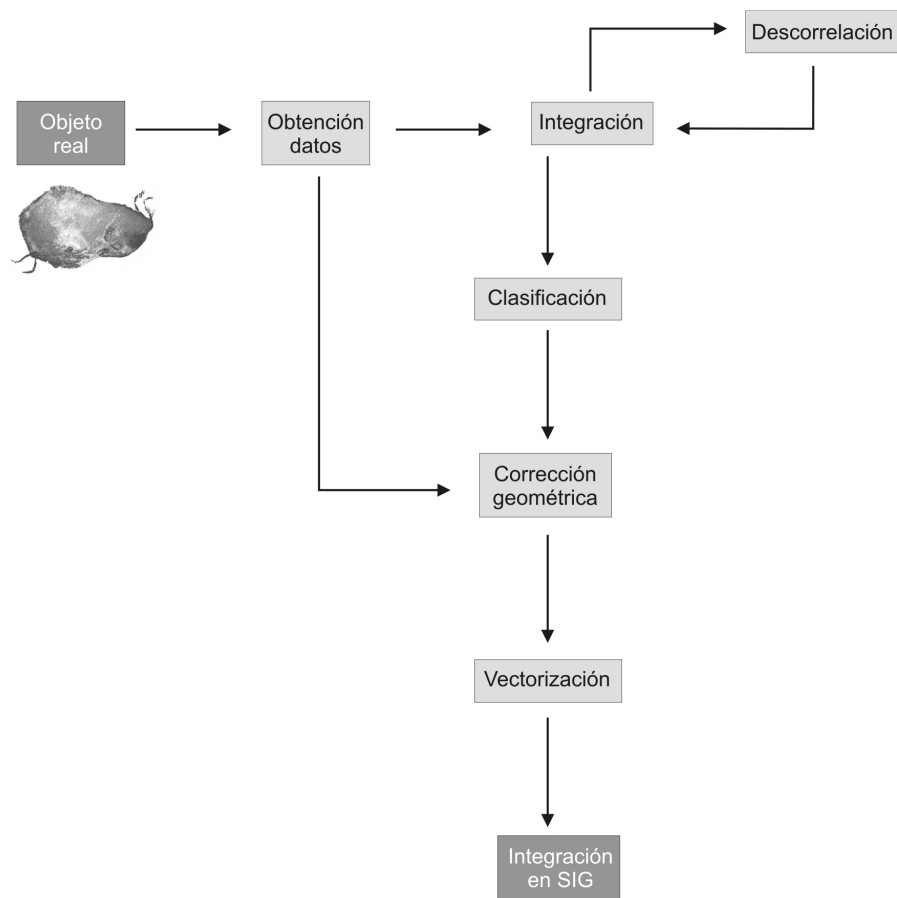 Descorrelación
Objeto
real
Obtención
datos
Integración
Clasificación
Corrección
geométrica
Vectorización
Integración
en SIG